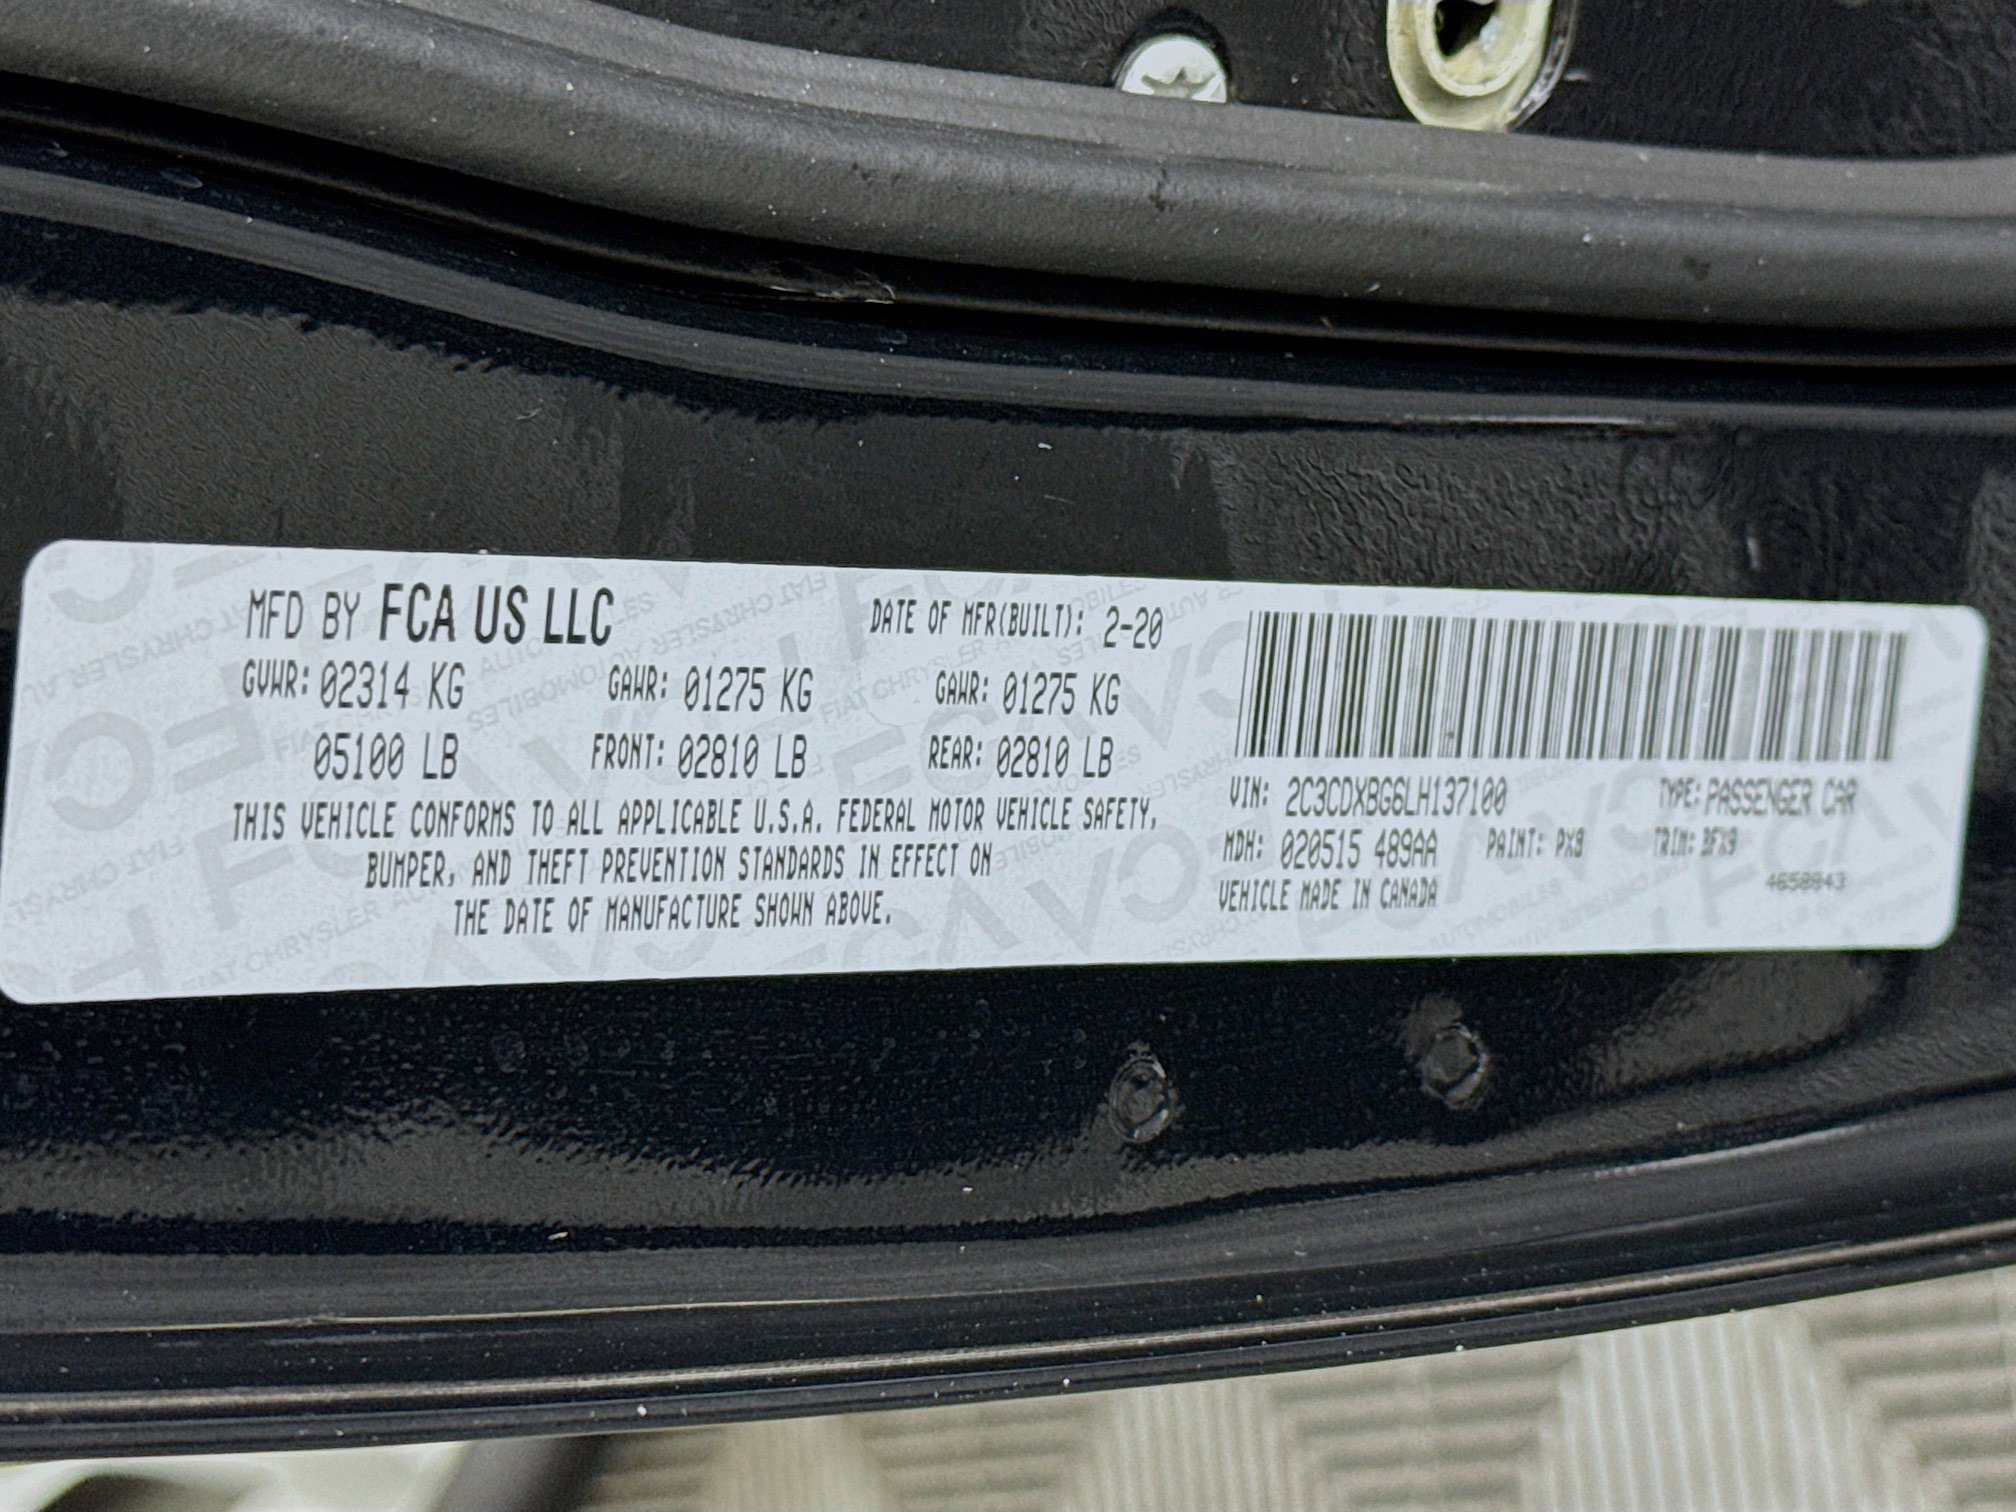 MFD BY FCA US LLC DATE OF MFR(BUILT): 2-20
GVWR: 02314 KG GAWR: 01275 KG GAWR: 01275 KG
05100 LB FRONT: 02810 LB REAR: 02810 LB
THIS VEHICLE CONFORMS TO ALL APPLICABLE U.S.A. FEDERAL MOTOR VEHICLE SAFETY,
BUMPER, AND THEFT PREVENTION STANDARDS IN EFFECT ON
THE DATE OF MANUFACTURE SHOWN ABOVE.
VIN: 2C3CDXBG6LH137100 TYPE: PASSENGER CAR
MDH: 020515 489AA PAINT: PX8 TRIM:
VEHICLE MADE IN CANADA 4658843